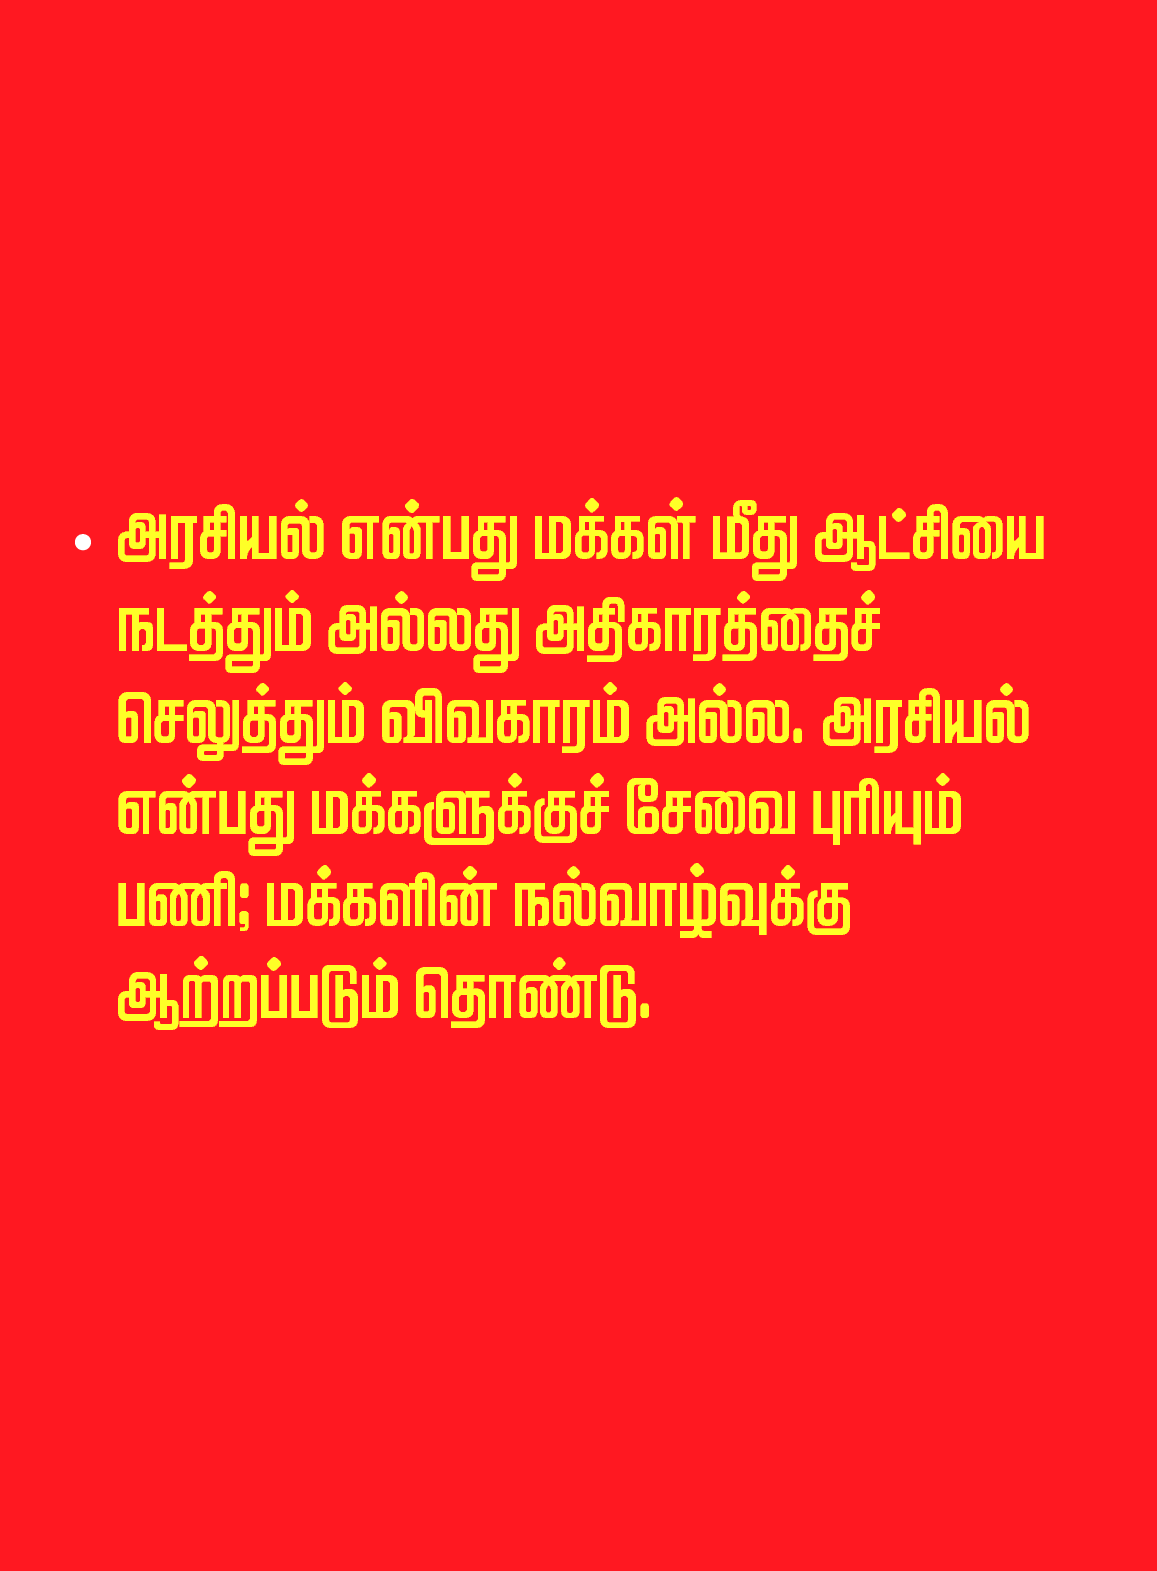 • அரசியல் என்பது மக்கள் மீது ஆட்சியை
நடத்தும் அல்லது அதிகாரத்தைச்
செலுத்தும் விவகாரம் அல்ல. அரசியல்
என்பது மக்களுக்குச் சேவை புரியும்
பணி; மக்களின் நல்வாழ்வுக்கு
ஆற்றப்படும் தொண்டு.